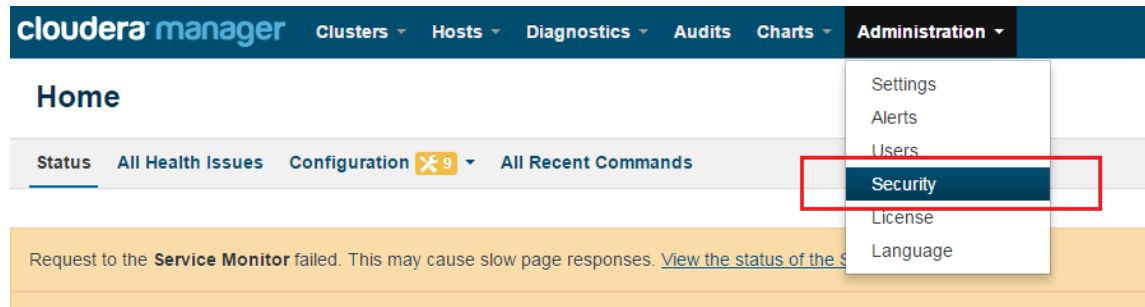 cloudera manager Clusters Hosts Diagnostics Audits Charts Administration
Home
Settings
Alerts
Users
Security
License
Language
Status All Health Issues Configuration 9 All Recent Commands
Request to the Service Monitor failed. This may cause slow page responses. View the status of the